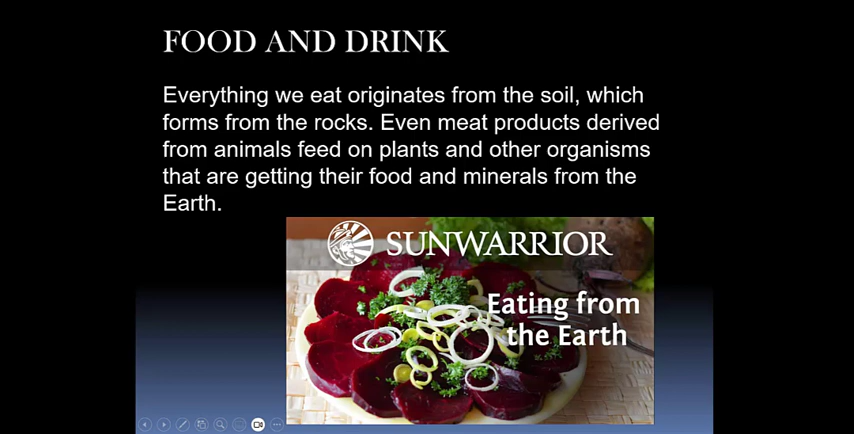 FOOD AND DRINK
Everything we eat originates from the soil, which
forms from the rocks. Even meat products derived
from animals feed on plants and other organisms
that are getting their food and minerals from the
Earth.
SUNWARRIOR
Eating from
the Earth